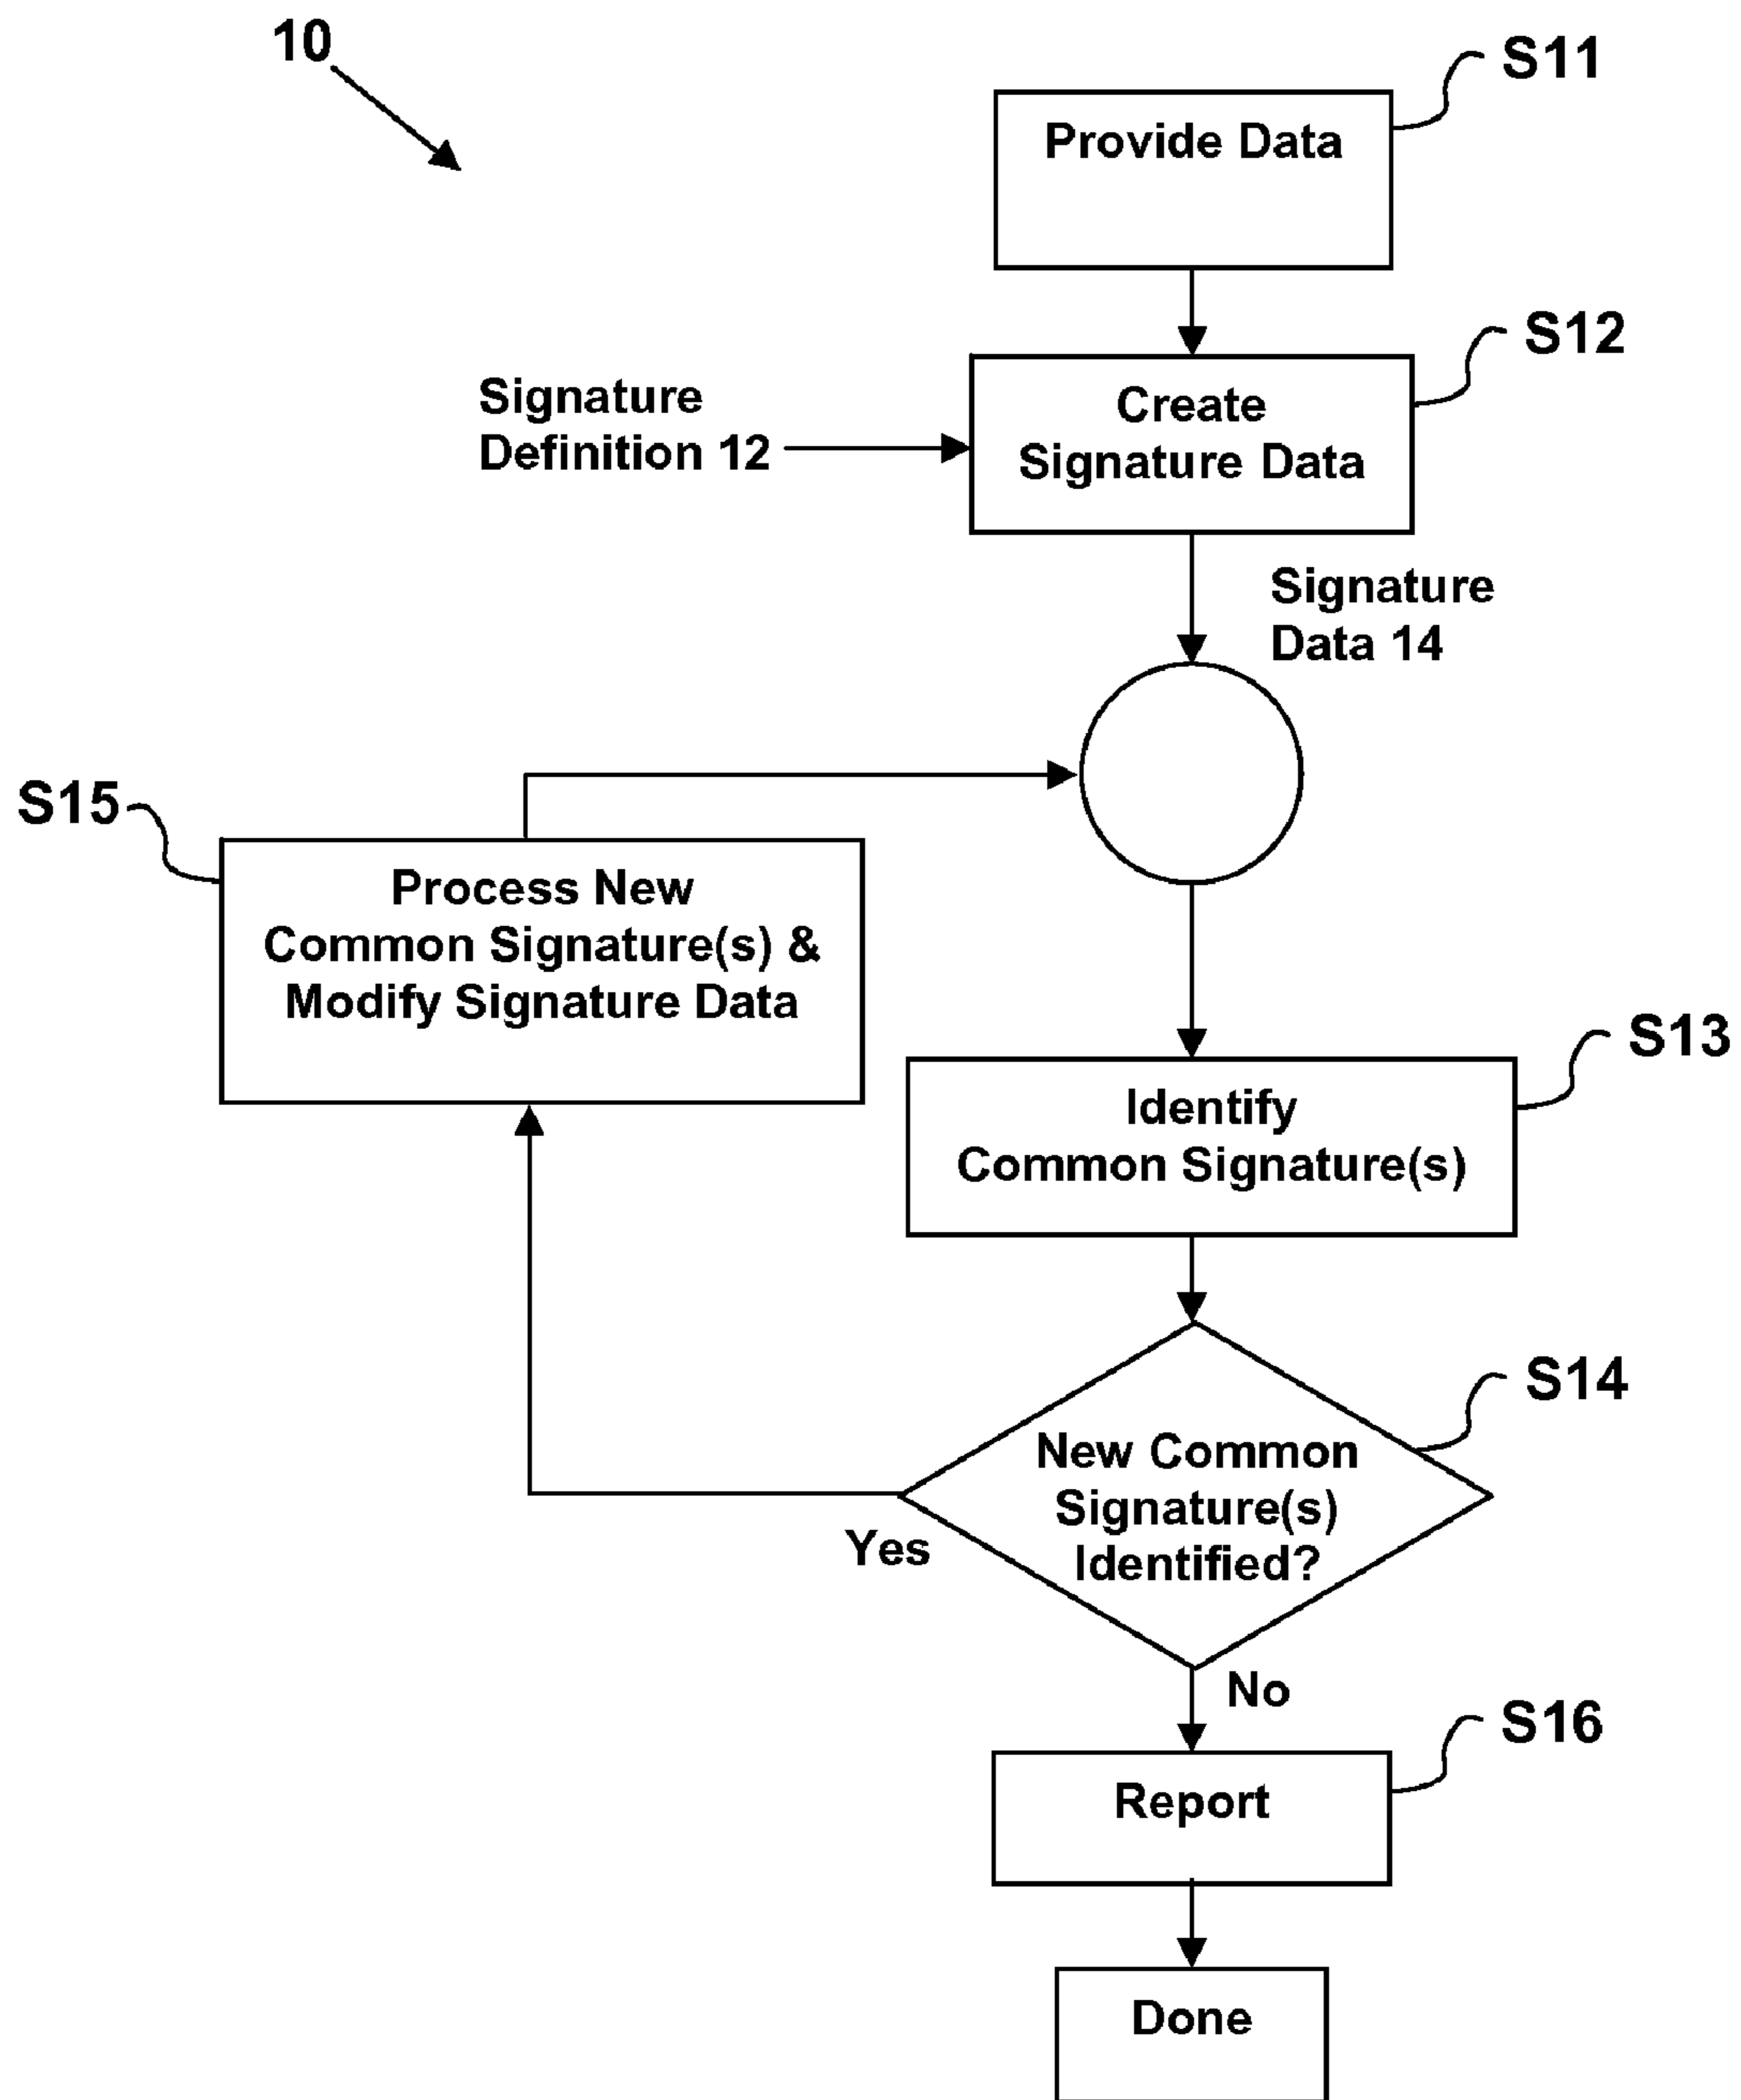 10
S11
Provide Data
S12
Signature
Definition 12
Create
Signature Data
Signature
Data 14
S15
Process New
Common Signature(s) &
Modify Signature Data
S13
Identify
Common Signature(s)
S14
New Common
Signature(s)
Identified?
Yes
No
S16
Report
Done